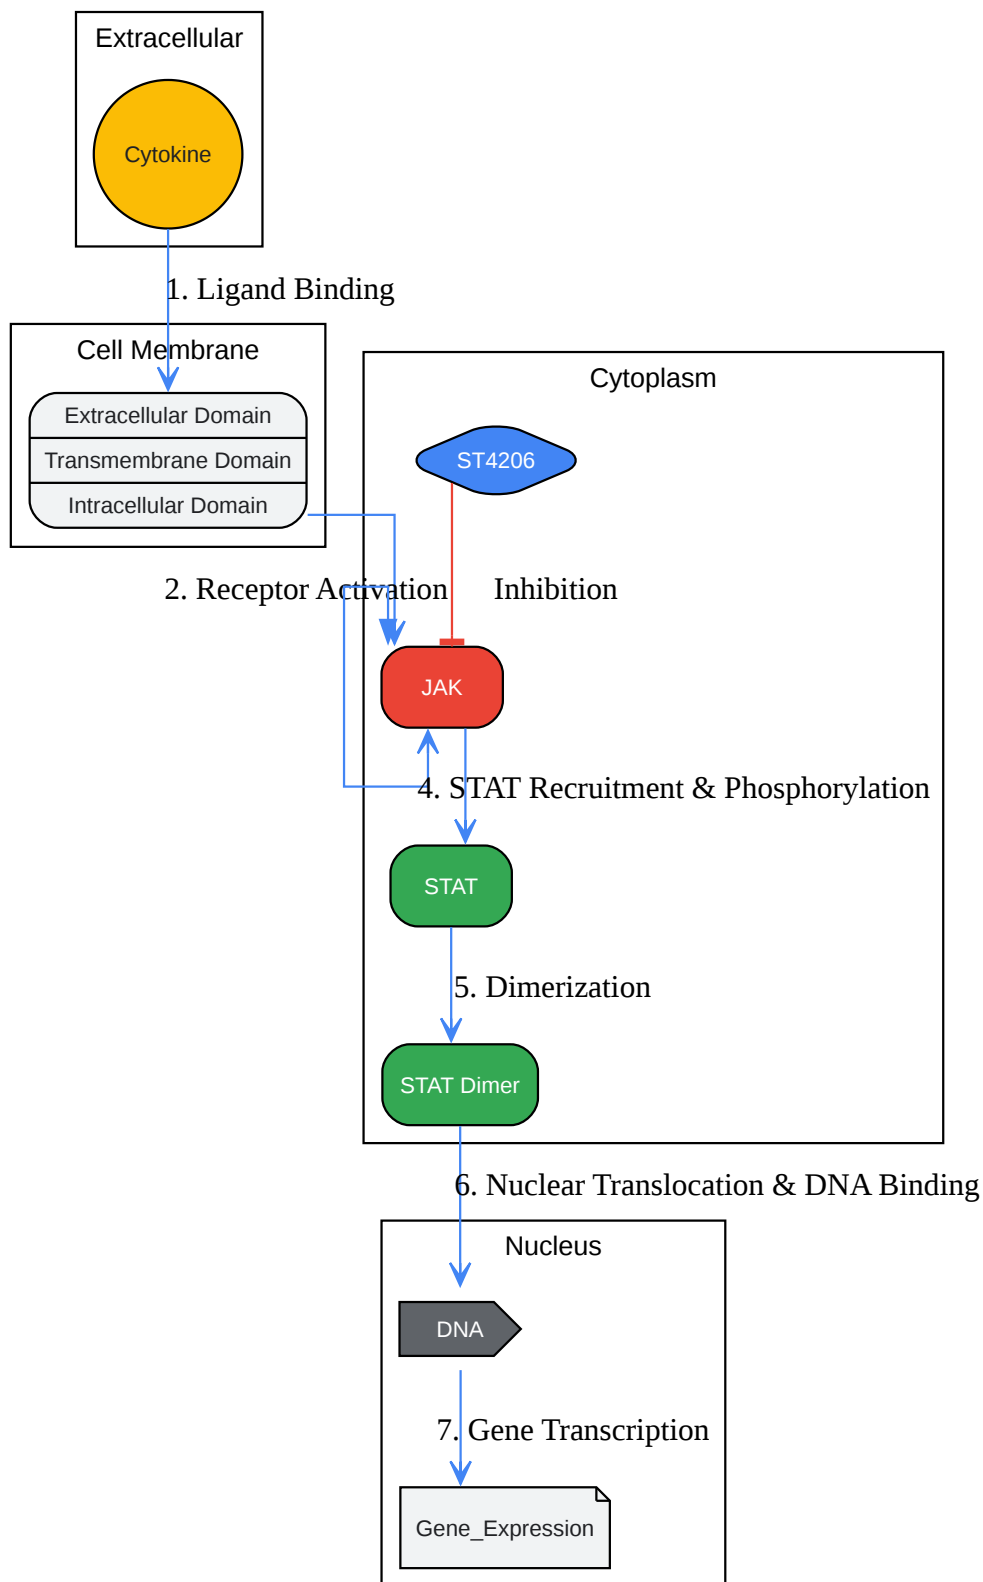 Extracellular
Cytokine
1. Ligand Binding
Cell Membrane
Extracellular Domain
Transmembrane Domain
Intracellular Domain
Cytoplasm
ST4206
2. Receptor Activation
Inhibition
JAK
4. STAT Recruitment & Phosphorylation
STAT
5. Dimerization
STAT Dimer
6. Nuclear Translocation & DNA Binding
Nucleus
DNA
7. Gene Transcription
Gene_Expression